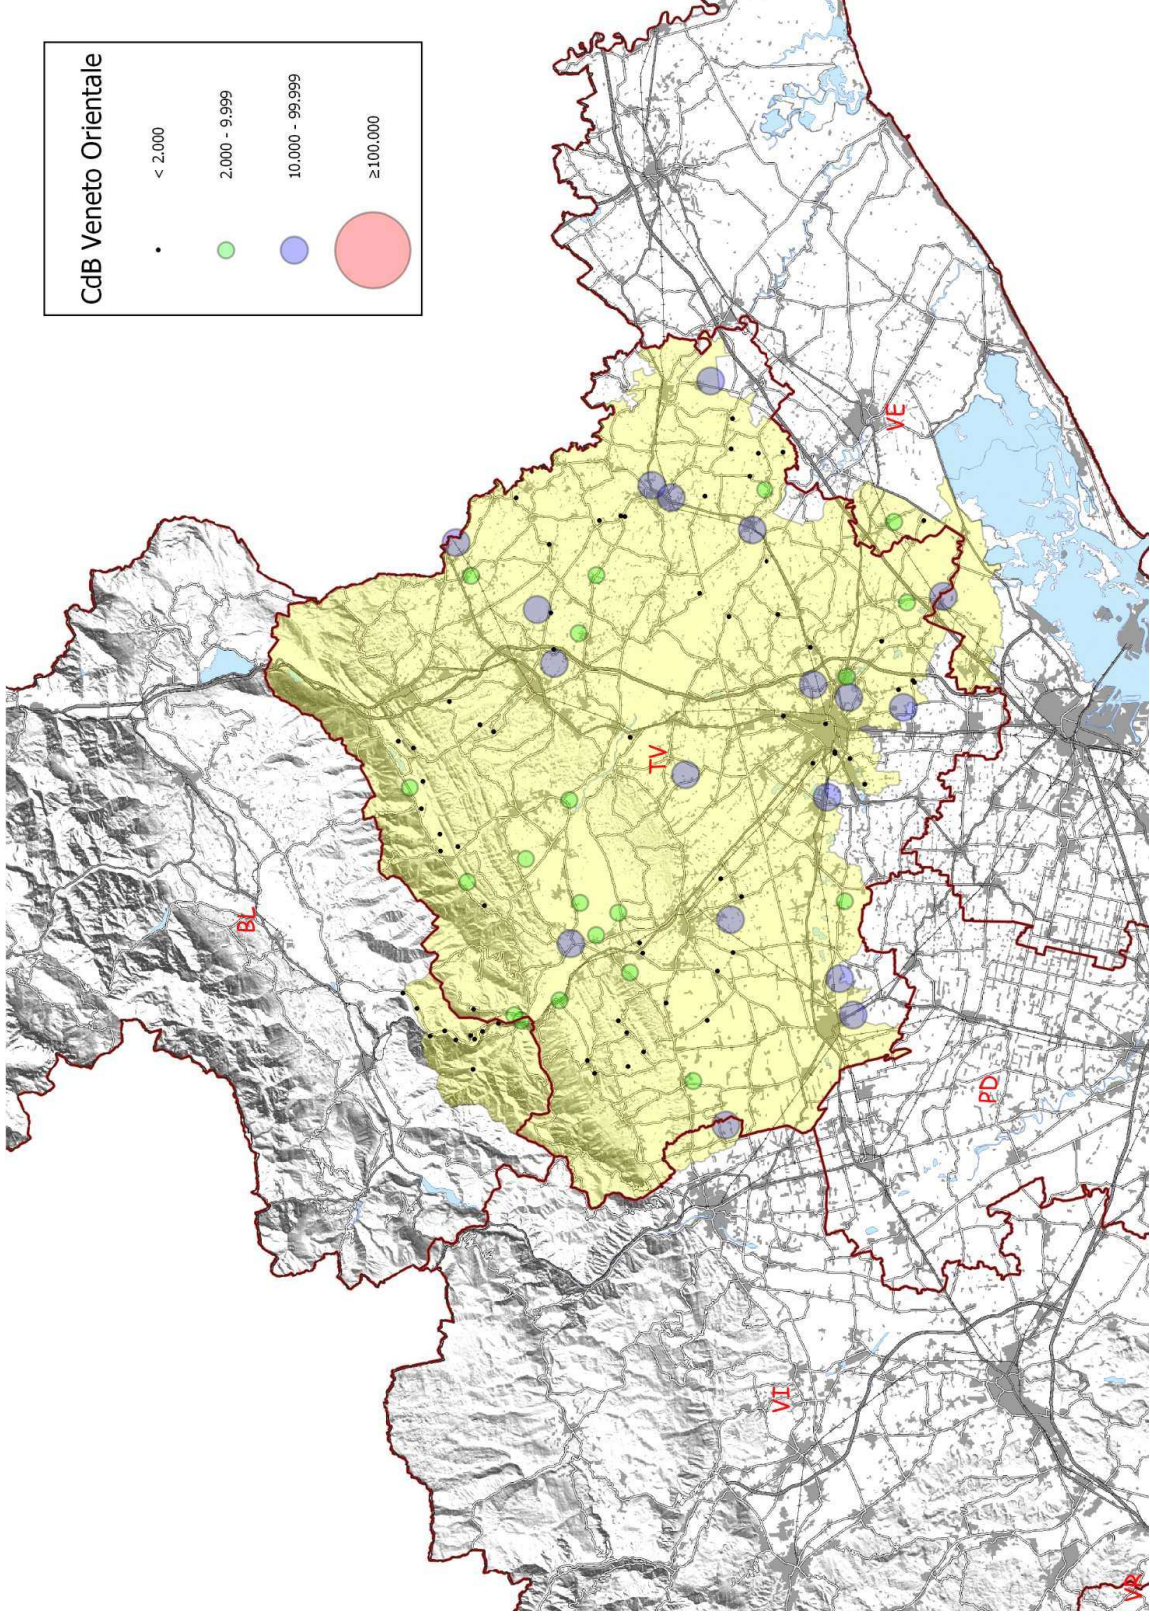 CdB Veneto Orientale
< 2.000
2.000 - 9.999
10.000 - 99.999
≥100.000
BL
TV
VE
PD
VI
VR